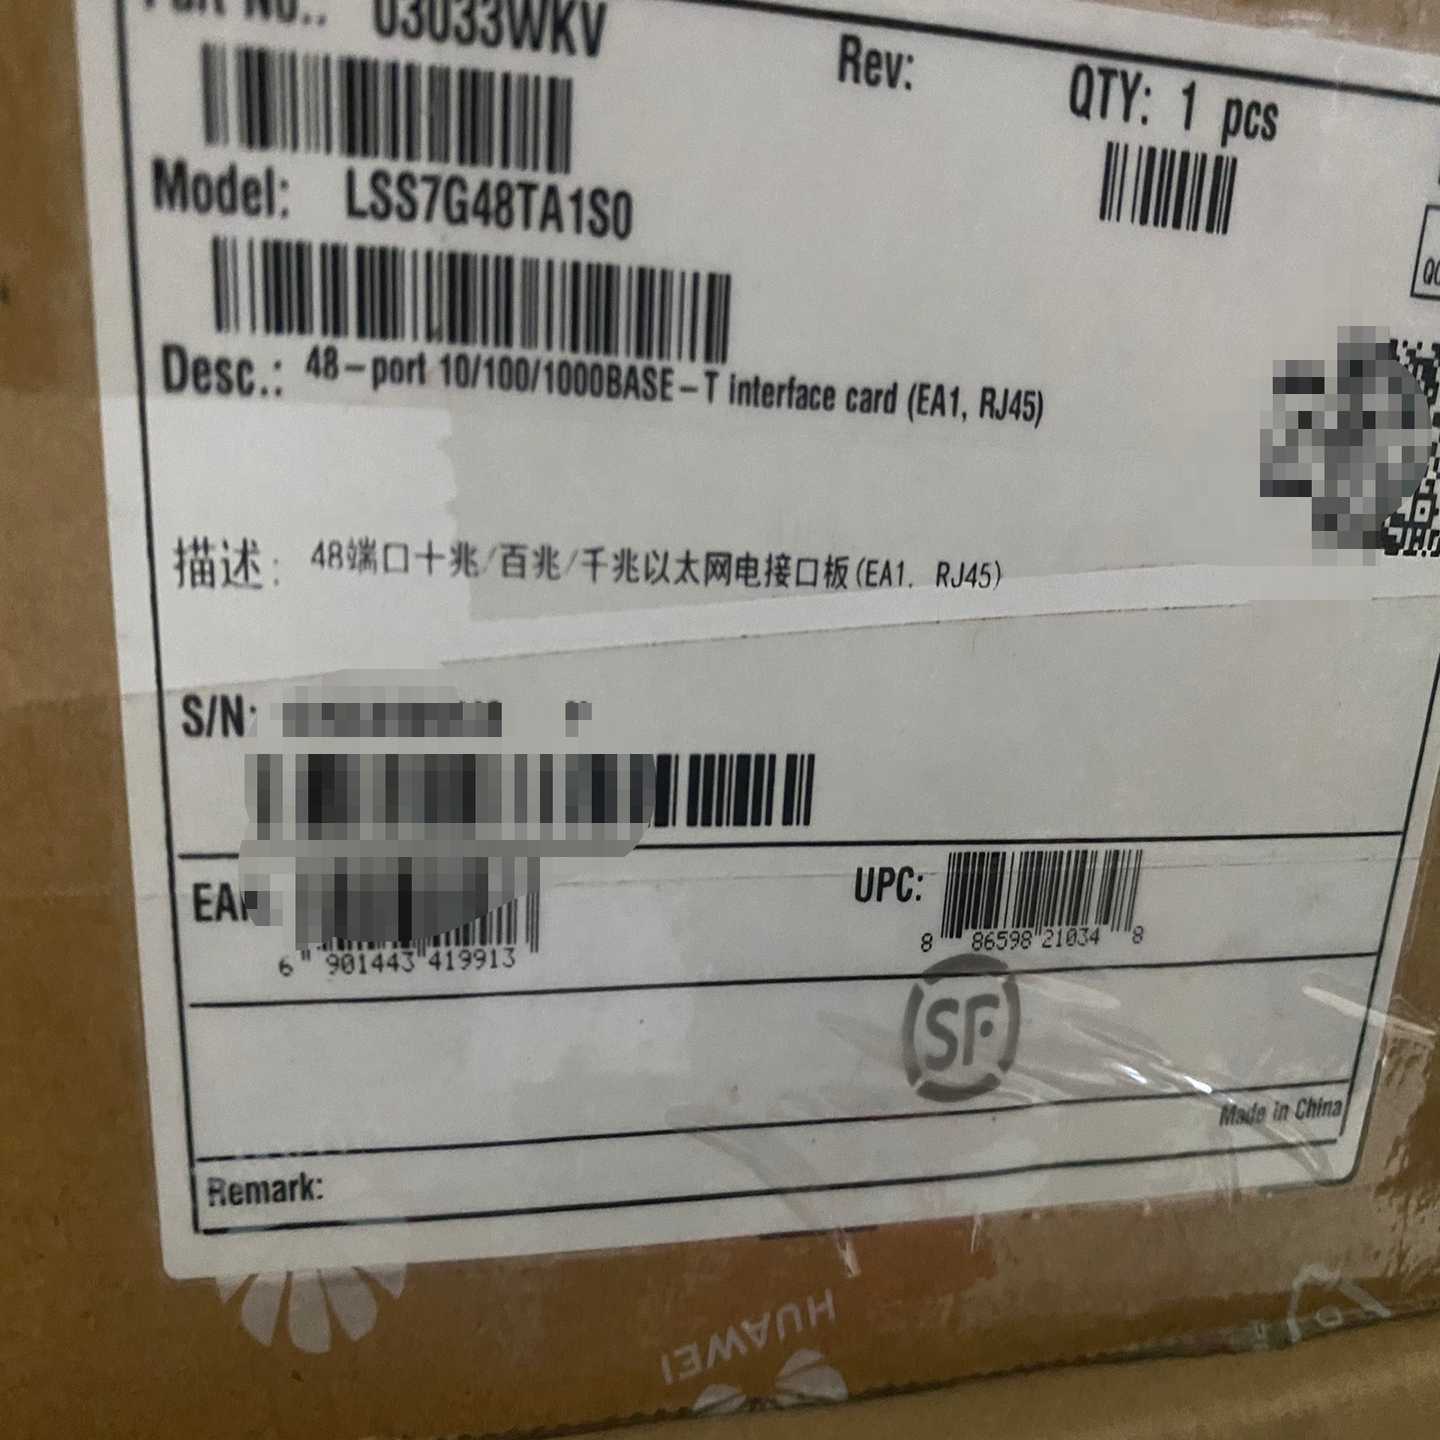 Part No.: 03033WKV
Rev:
QTY: 1 pcs
Model: LSS7G48TA1S0
Desc.: 48-port 10/100/1000BASE-T interface card (EA1, RJ45)
描述: 48端口十兆/百兆/千兆以太网电接口板(EA1. RJ45)
S/N:
6 901443 419913
UPC:
8 86598 21034 8
SF
Made in China
Remark:
HUAWEI